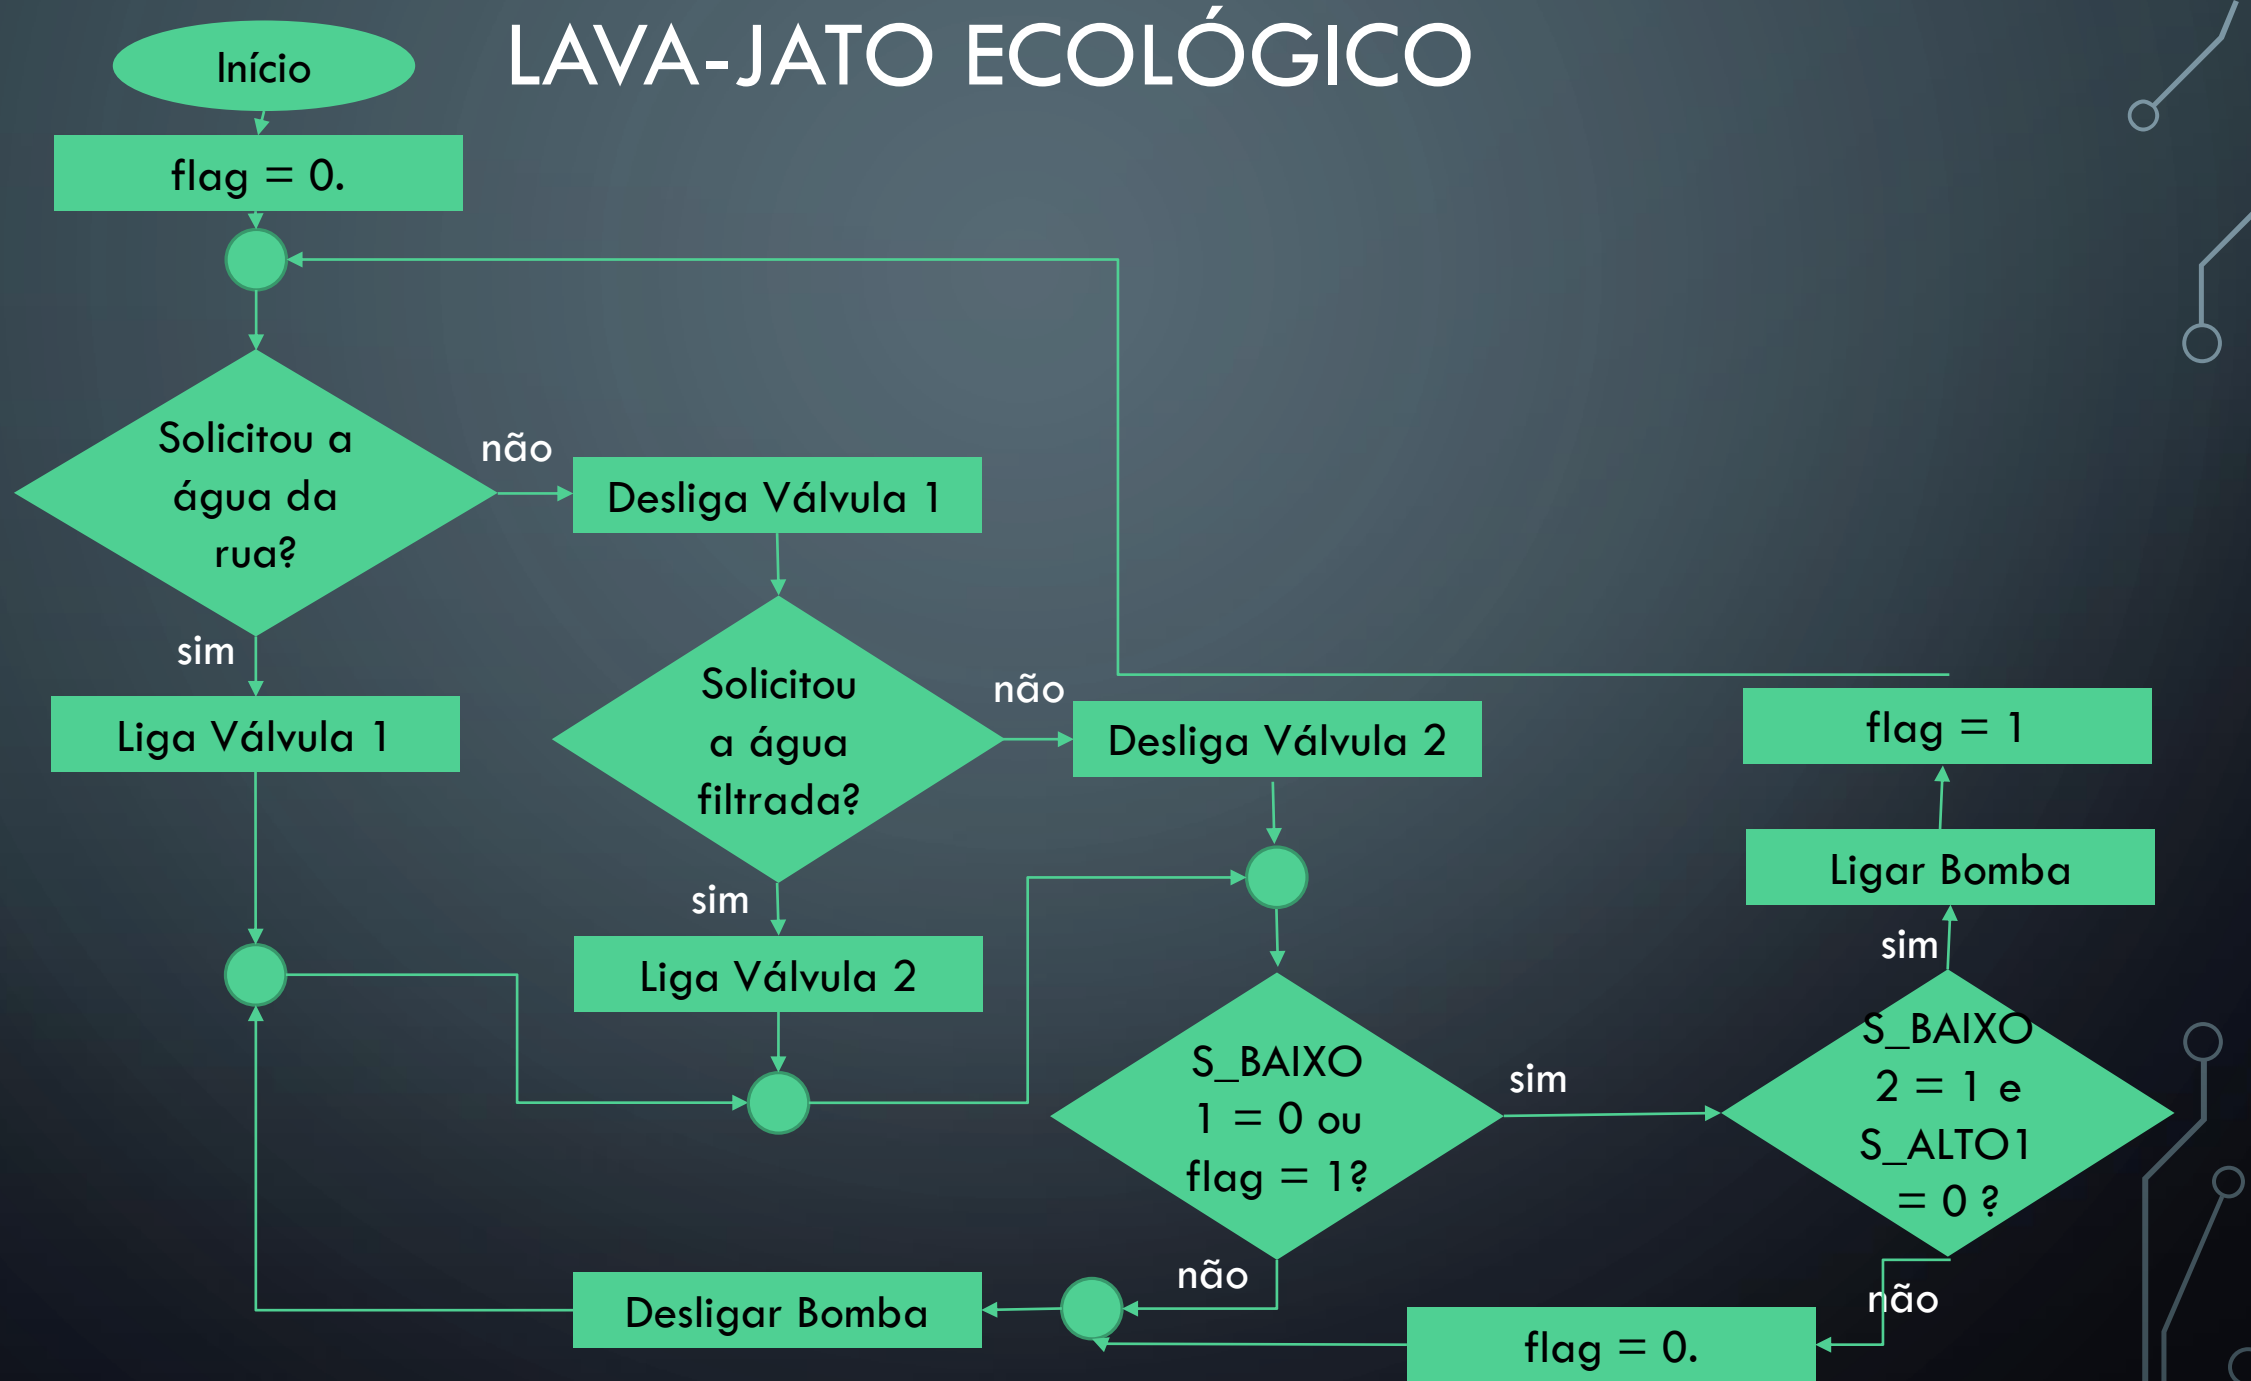 LAVA-JATO ECOLÓGICO
Início
flag = 0.
Solicitou a
água da
rua?
não
Desliga Válvula 1
sim
Liga Válvula 1
Solicitou
a água
filtrada?
não
Desliga Válvula 2
sim
Liga Válvula 2
S_BAIXO
1 = 0 ou
flag = 1?
sim
S_BAIXO
2 = 1 e
S_ALTO1
= 0 ?
sim
Ligar Bomba
flag = 1
não
Desligar Bomba
não
flag = 0.